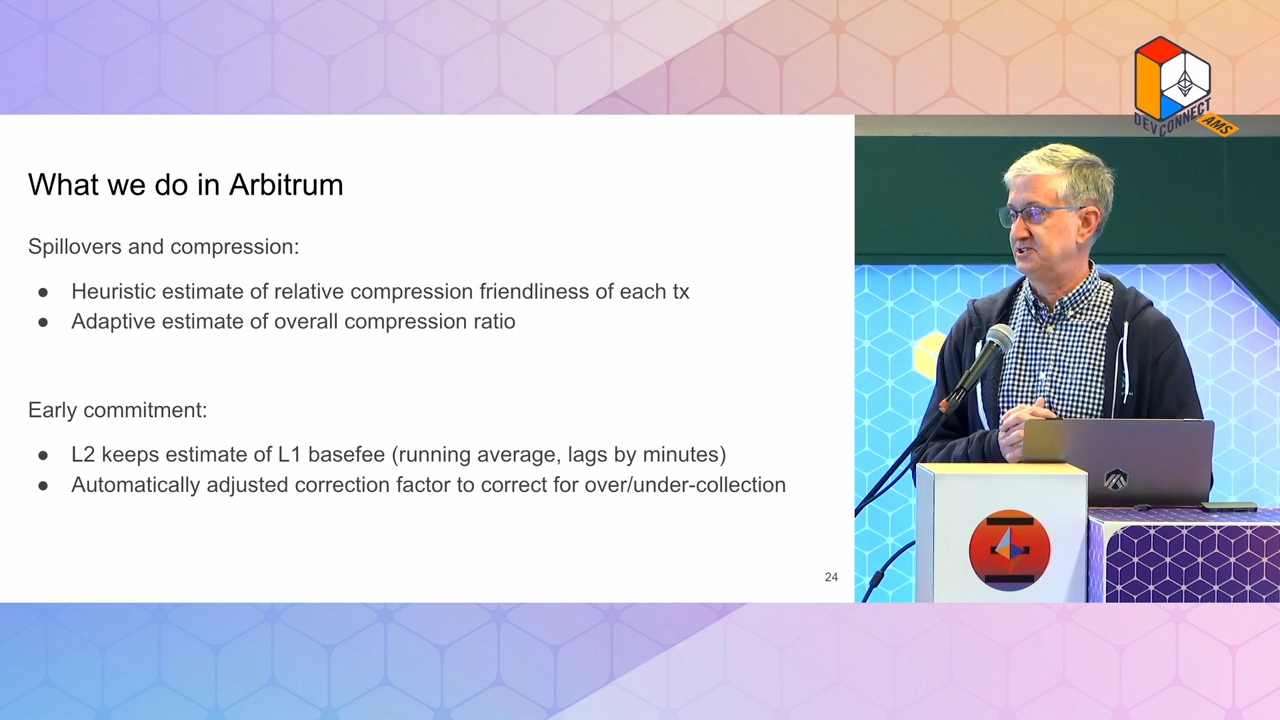 DEVCONNECT
AMS
What we do in Arbitrum
Spillovers and compression:
● Heuristic estimate of relative compression friendliness of each tx
● Adaptive estimate of overall compression ratio
Early commitment:
● L2 keeps estimate of L1 basefee (running average, lags by minutes)
● Automatically adjusted correction factor to correct for over/under-collection
24